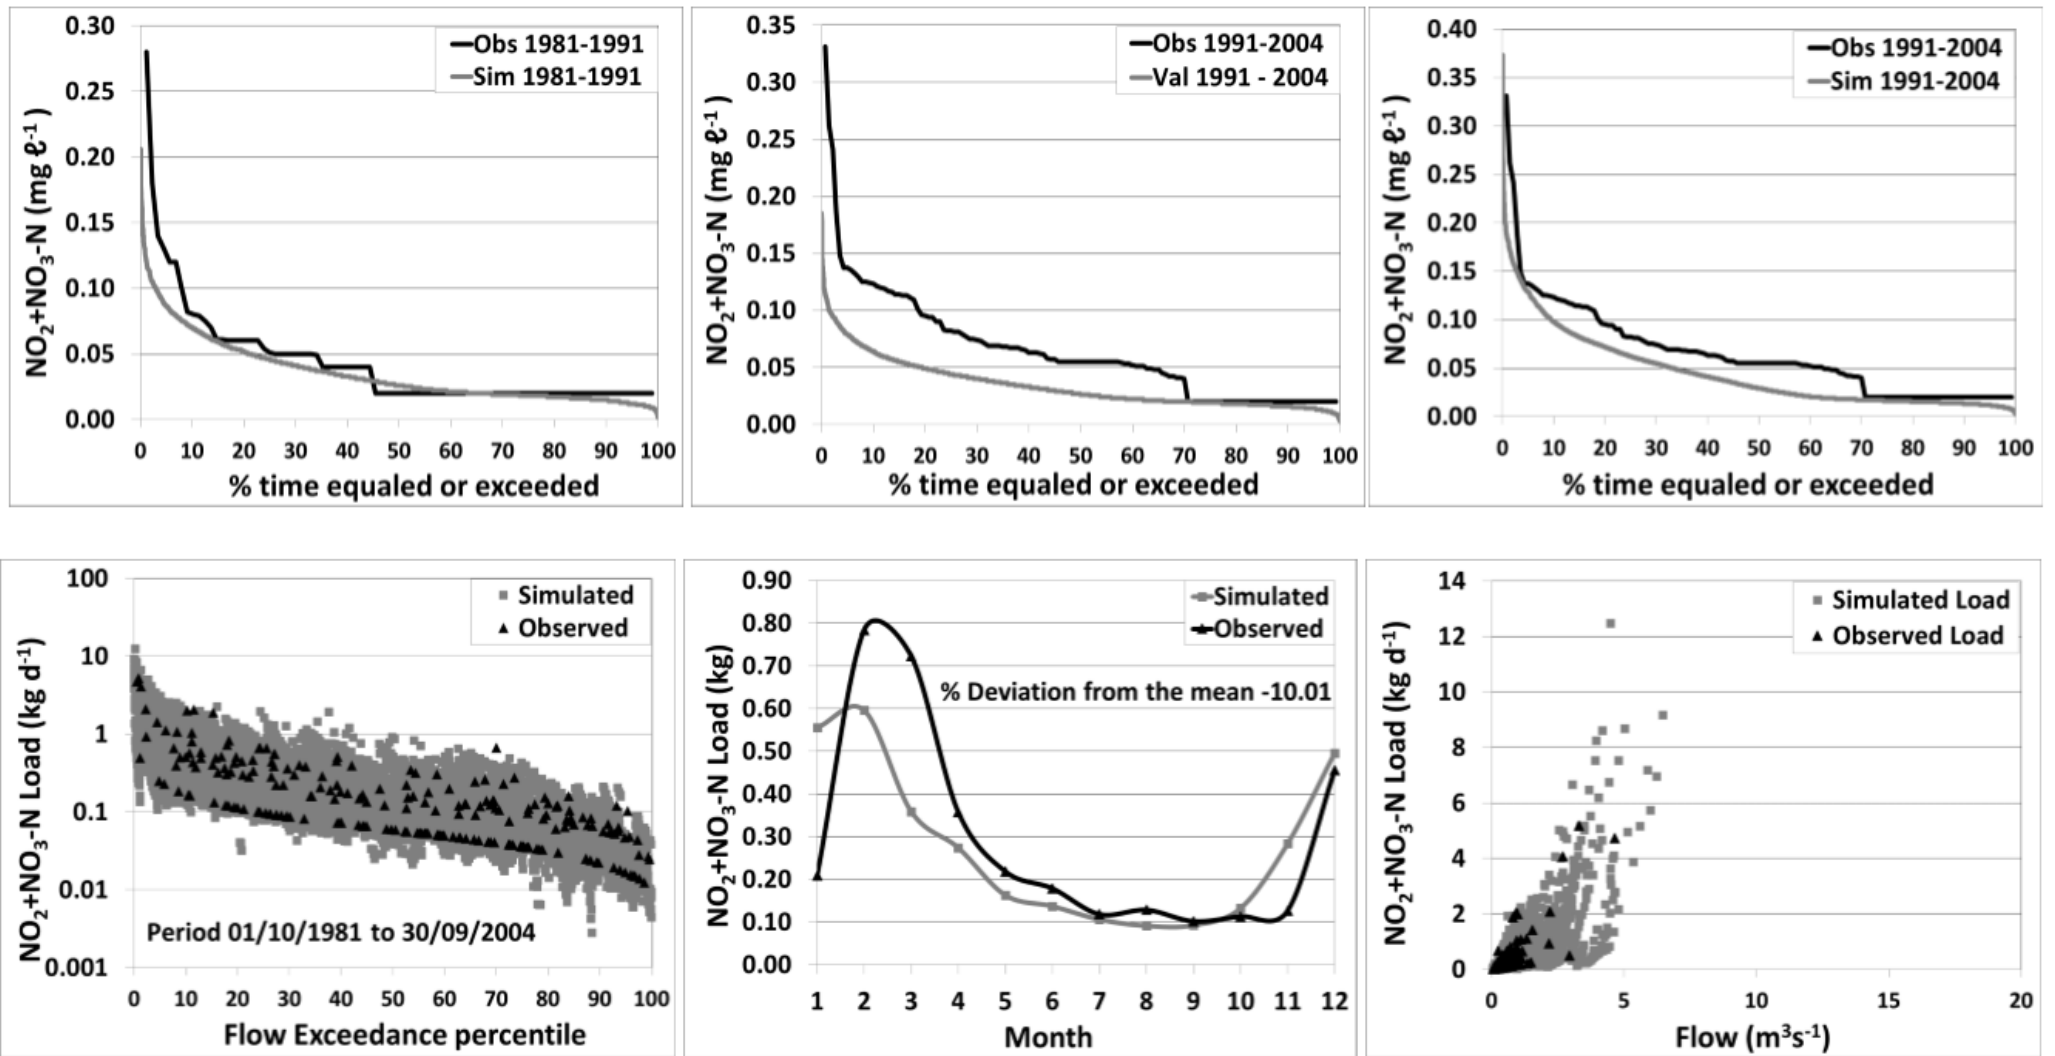 0.30
0.25
0.20
0.15
0.10
0.05
0.00
NO2+NO3-N (mg ℓ-1 )
Obs 1981-1991
Sim 1981-1991
0 10 20 30 40 50 60 70 80 90 100
% time equaled or exceeded
0.35
0.30
0.25
0.20
0.15
0.10
0.05
0.00
NO2+NO3-N (mg ℓ-1 )
Obs 1991-2004
Val 1991 - 2004
0 10 20 30 40 50 60 70 80 90 100
% time equaled or exceeded
0.40
0.35
0.30
0.25
0.20
0.15
0.10
0.05
0.00
NO2+NO3-N (mg ℓ-1 )
Obs 1991-2004
Sim 1991-2004
0 10 20 30 40 50 60 70 80 90 100
% time equaled or exceeded
100
10
1
0.1
0.01
0.001
NO2+NO3-N Load (kg d-1)
Simulated
Observed
Period 01/10/1981 to 30/09/2004
0 10 20 30 40 50 60 70 80 90 100
Flow Exceedance percentile
0.90
0.80
0.70
0.60
0.50
0.40
0.30
0.20
0.10
0.00
NO2+NO3-N Load (kg)
Simulated
Observed
% Deviation from the mean -10.01
1 2 3 4 5 6 7 8 9 10 11 12
Month
14
12
10
8
6
4
2
0
NO2+NO3-N Load (kg d-1)
Simulated Load
Observed Load
0 5 10 15 20
Flow (m3s-1)